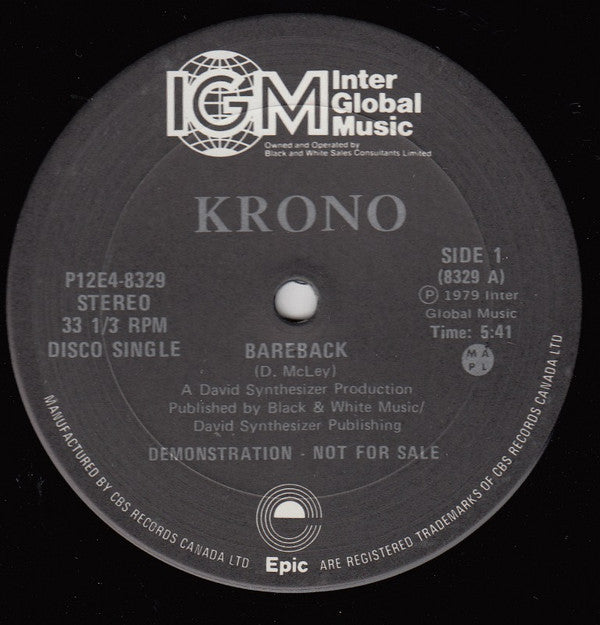 IGM Inter
Global
Music
Owned and Operated by
Black and White Sales Consultants Limited
KRONO
P12E4-8329
STEREO
33 1/3 RPM
DISCO SINGLE
SIDE 1
(8329 A)
Ⓟ 1979 Inter
Global Music
Time: 5:41
M A
P L
BAREBACK
(D. McLey)
A David Synthesizer Production
Published by Black & White Music/
David Synthesizer Publishing
DEMONSTRATION - NOT FOR SALE
MANUFACTURED BY CBS RECORDS CANADA LTD
Epic
ARE REGISTERED TRADEMARKS OF CBS RECORDS CANADA LTD